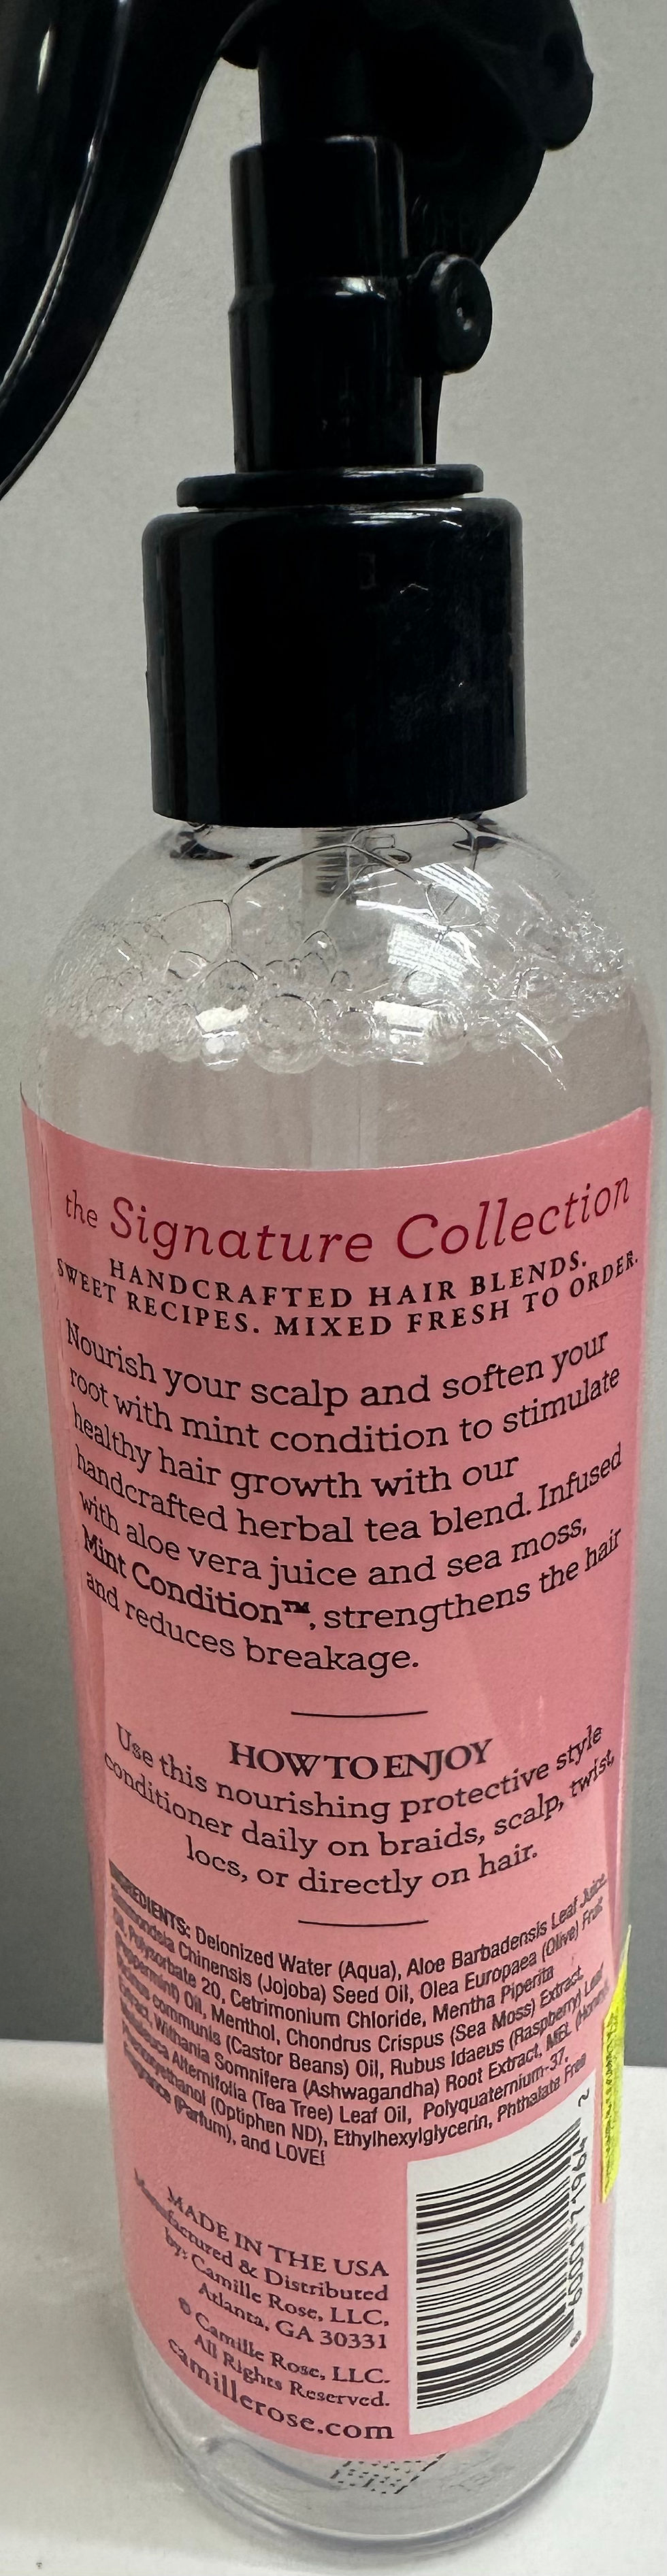 the Signature Collection
HANDCRAFTED HAIR BLENDS.
SWEET RECIPES. MIXED FRESH TO ORDER.
Nourish your scalp and soften your
root with mint condition to stimulate
healthy hair growth with our
handcrafted herbal tea blend. Infused
with aloe vera juice and sea moss,
Mint Condition™, strengthens the hair
and reduces breakage.
HOW TO ENJOY
Use this nourishing protective style
conditioner daily on braids, scalp, twist,
locs, or directly on hair.
INGREDIENTS: Deionized Water (Aqua), Aloe Barbadensis Leaf Juice,
Simmondsia Chinensis (Jojoba) Seed Oil, Olea Europaea (Olive) Fruit
Oil, Polysorbate 20, Cetrimonium Chloride, Mentha Piperita
(Peppermint) Oil, Menthol, Chondrus Crispus (Sea Moss) Extract,
communis (Castor Beans) Oil, Rubus Idaeus (Raspberry) Leaf
Extract, Withania Somnifera (Ashwagandha) Root Extract, Mel (Honey),
Alternifolia (Tea Tree) Leaf Oil, Polyquaternium-37,
Phenoxyethanol (Optiphen ND), Ethylhexylglycerin, Phthalate Free
Fragrance (Parfum), and LOVE!
MADE IN THE USA
Manufactured & Distributed
by: Camille Rose, LLC,
Atlanta, GA 30331
© Camille Rose, LLC.
All Rights Reserved.
camillerose.com